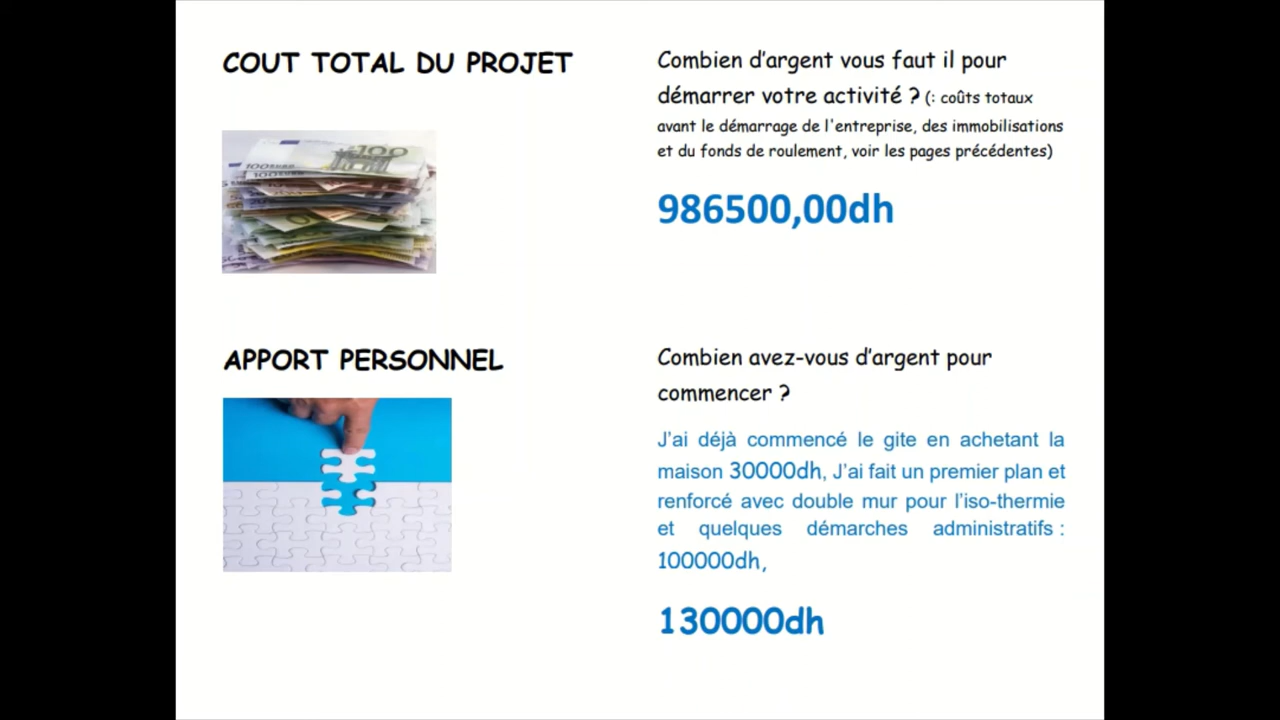 COUT TOTAL DU PROJET
Combien d’argent vous faut il pour
démarrer votre activité ? (: coûts totaux
avant le démarrage de l'entreprise, des immobilisations
et du fonds de roulement, voir les pages précédentes)
986500,00dh
APPORT PERSONNEL
Combien avez-vous d’argent pour
commencer ?
J’ai déjà commencé le gite en achetant la
maison 30000dh, J’ai fait un premier plan et
renforcé avec double mur pour l’iso-thermie
et quelques démarches administratifs :
100000dh,
130000dh